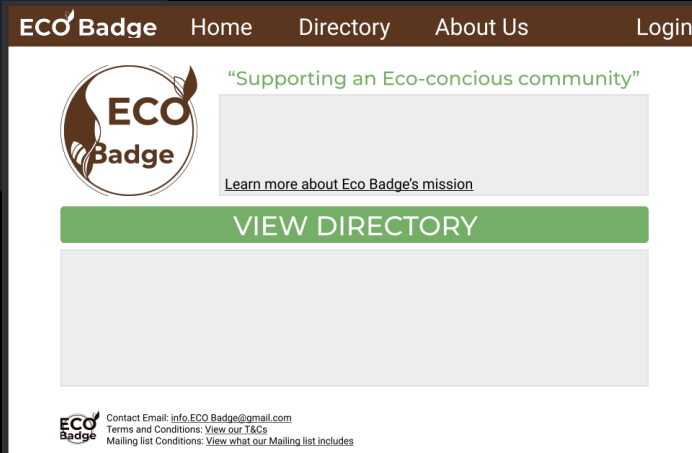 ECO Badge Home Directory About Us Login
ECO
Badge
“Supporting an Eco-concious community”
Learn more about Eco Badge’s mission
VIEW DIRECTORY
ECO
Badge
Contact Email: info.ECO Badge@gmail.com
Terms and Conditions: View our T&Cs
Mailing list Conditions: View what our Mailing list includes